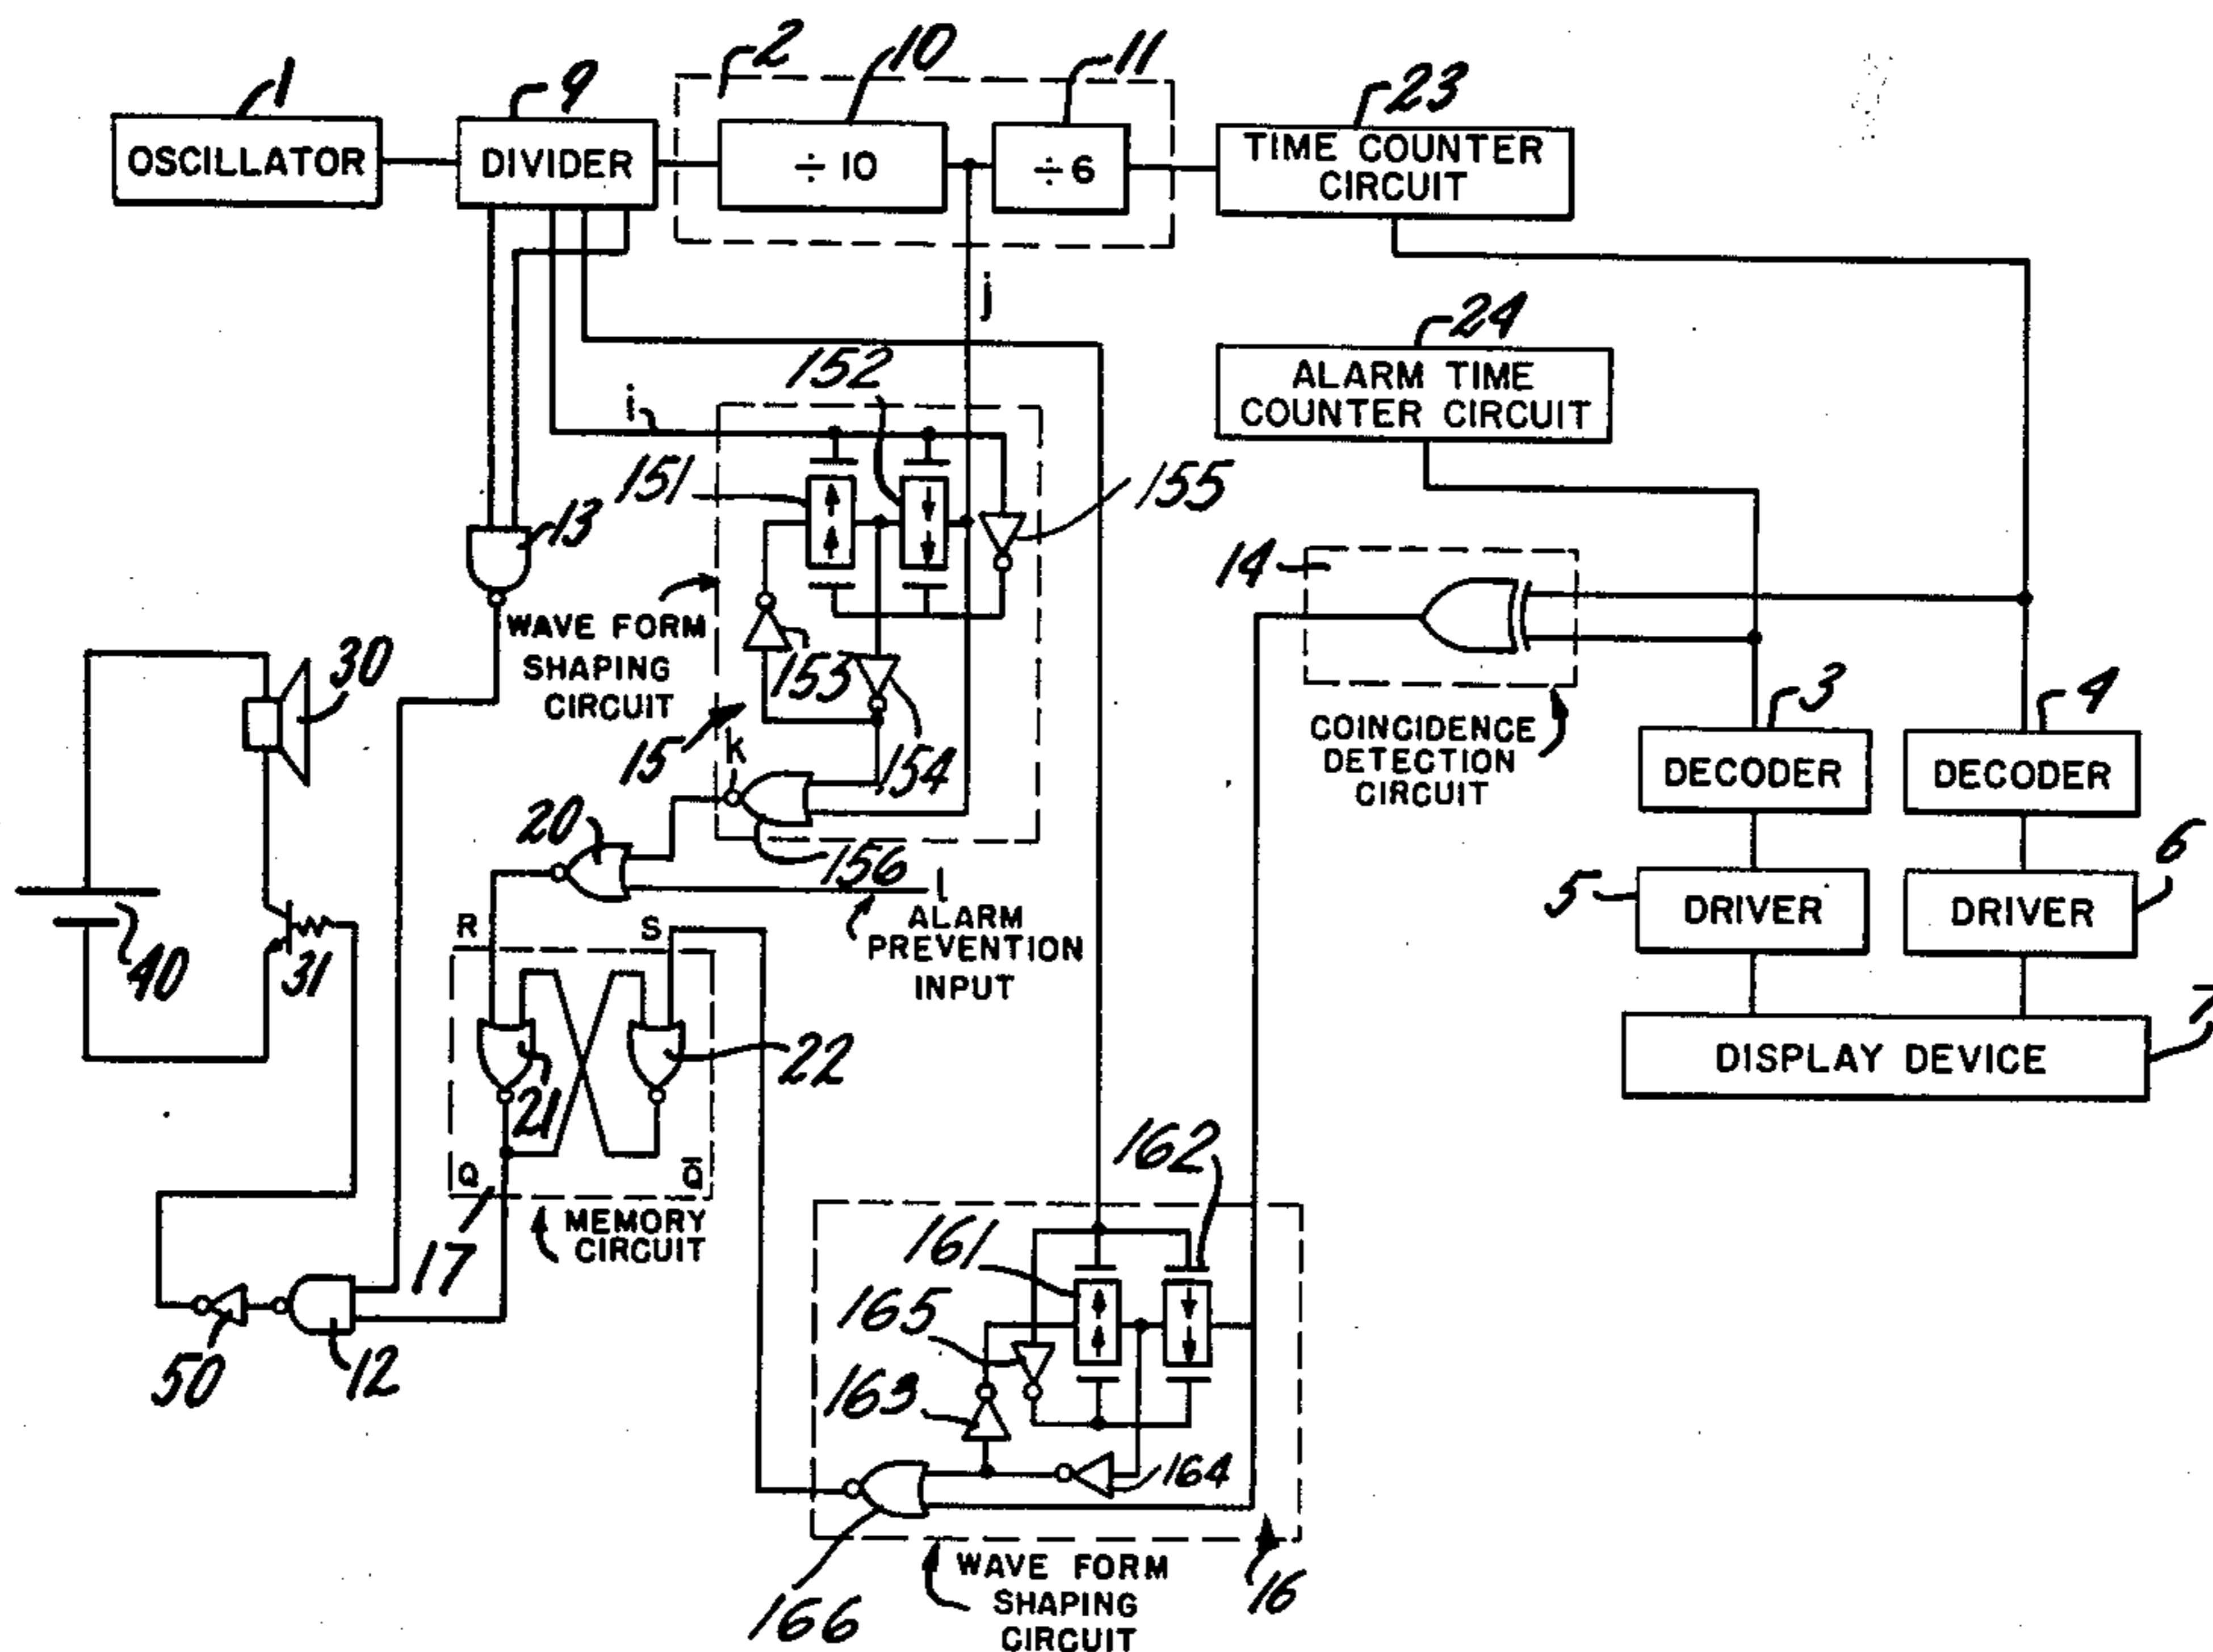 1
9
2
10
11
23
OSCILLATOR
DIVIDER
÷ 10
÷ 6
TIME COUNTER
CIRCUIT
j
24
ALARM TIME
COUNTER CIRCUIT
152
i
151
155
13
14
WAVE FORM
SHAPING
CIRCUIT
153
154
15
k
30
COINCIDENCE
DETECTION
CIRCUIT
3
4
DECODER
DECODER
20
156
l
ALARM
PREVENTION
INPUT
5
DRIVER
DRIVER
6
R
S
40
31
21
22
DISPLAY DEVICE
7
Q
Q̅
17
MEMORY
CIRCUIT
162
161
165
163
164
50
12
166
WAVE FORM
SHAPING
CIRCUIT
16